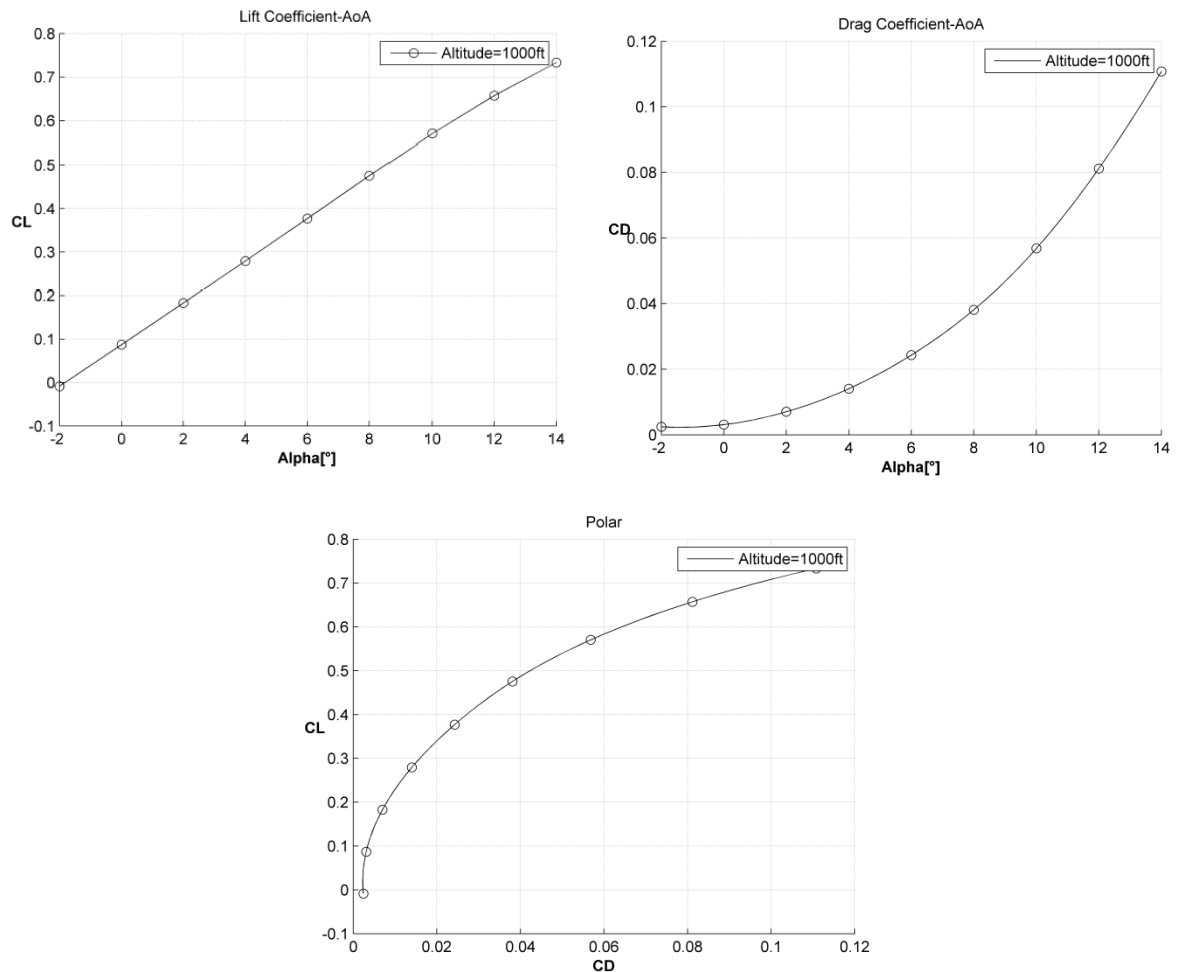 Lift Coefficient-AoA
Altitude=1000ft
0.8
0.7
0.6
0.5
0.4
0.3
0.2
0.1
0
-0.1
CL
-2 0 2 4 6 8 10 12 14
Alpha[°]
Drag Coefficient-AoA
Altitude=1000ft
0.12
0.1
0.08
0.06
0.04
0.02
0
CD
-2 0 2 4 6 8 10 12 14
Alpha[°]
Polar
Altitude=1000ft
0.8
0.7
0.6
0.5
0.4
0.3
0.2
0.1
0
-0.1
CL
0 0.02 0.04 0.06 0.08 0.1 0.12
CD